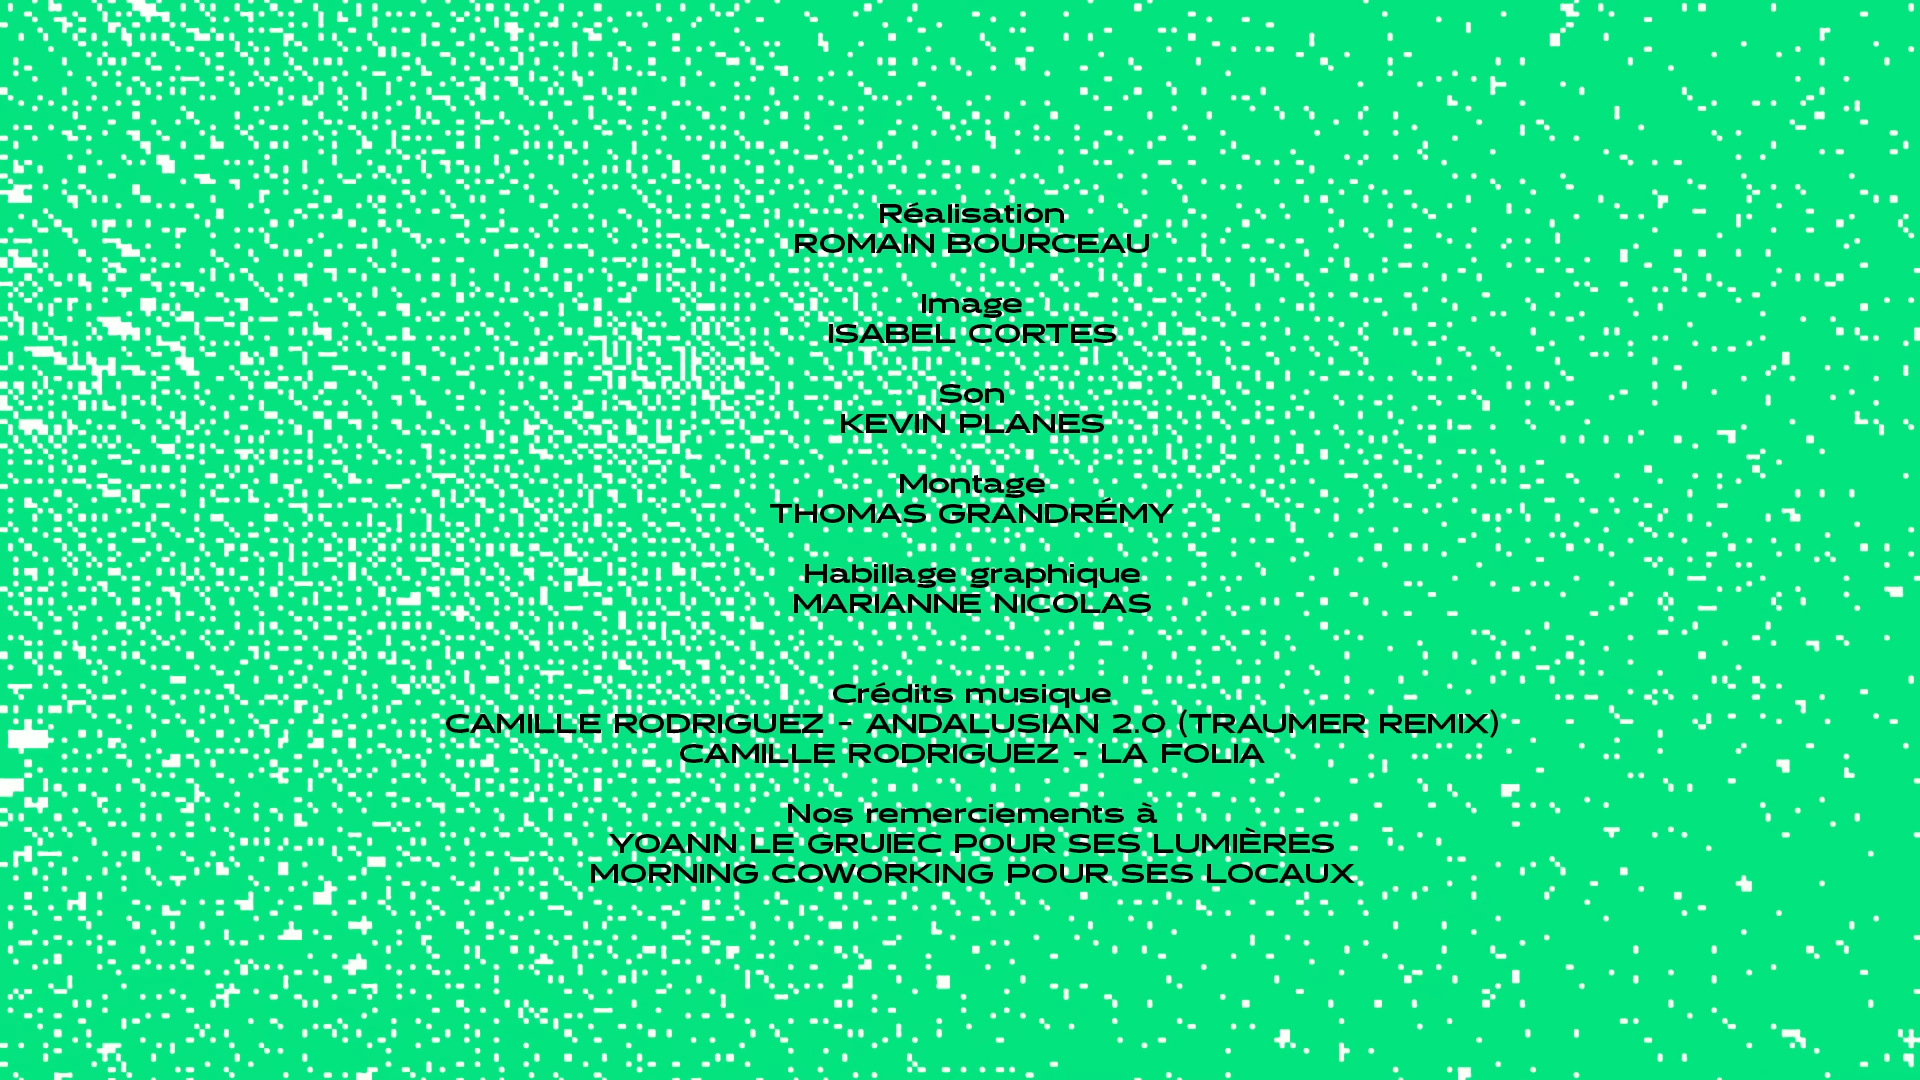 Réalisation
ROMAIN BOURCEAU
Image
ISABEL CORTES
Son
KEVIN PLANES
Montage
THOMAS GRANDRÉMY
Habillage graphique
MARIANNE NICOLAS
Crédits musique
CAMILLE RODRIGUEZ - ANDALUSIAN 2.0 (TRAUMER REMIX)
CAMILLE RODRIGUEZ - LA FOLIA
Nos remerciements à
YOANN LE GRUIEC POUR SES LUMIÈRES
MORNING COWORKING POUR SES LOCAUX